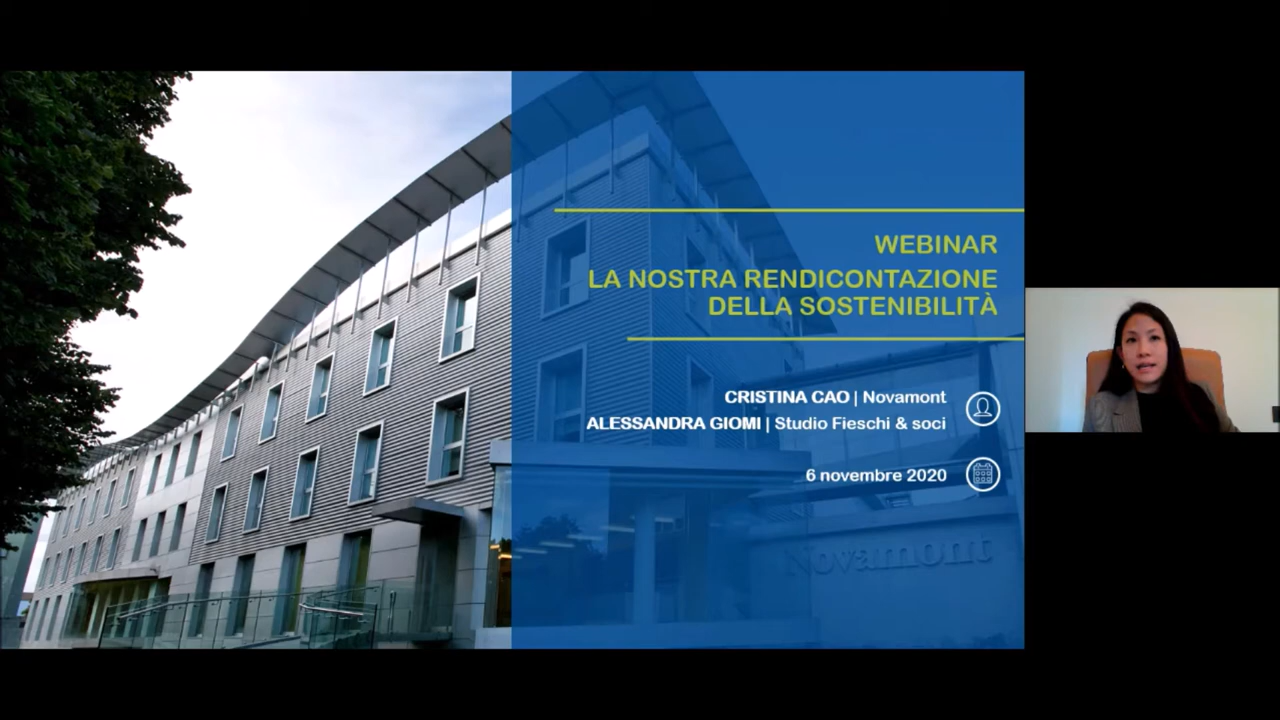 WEBINAR
LA NOSTRA RENDICONTAZIONE
DELLA SOSTENIBILITÀ
CRISTINA CAO | Novamont
ALESSANDRA GIOMI | Studio Fieschi & soci
6 novembre 2020
Novamont